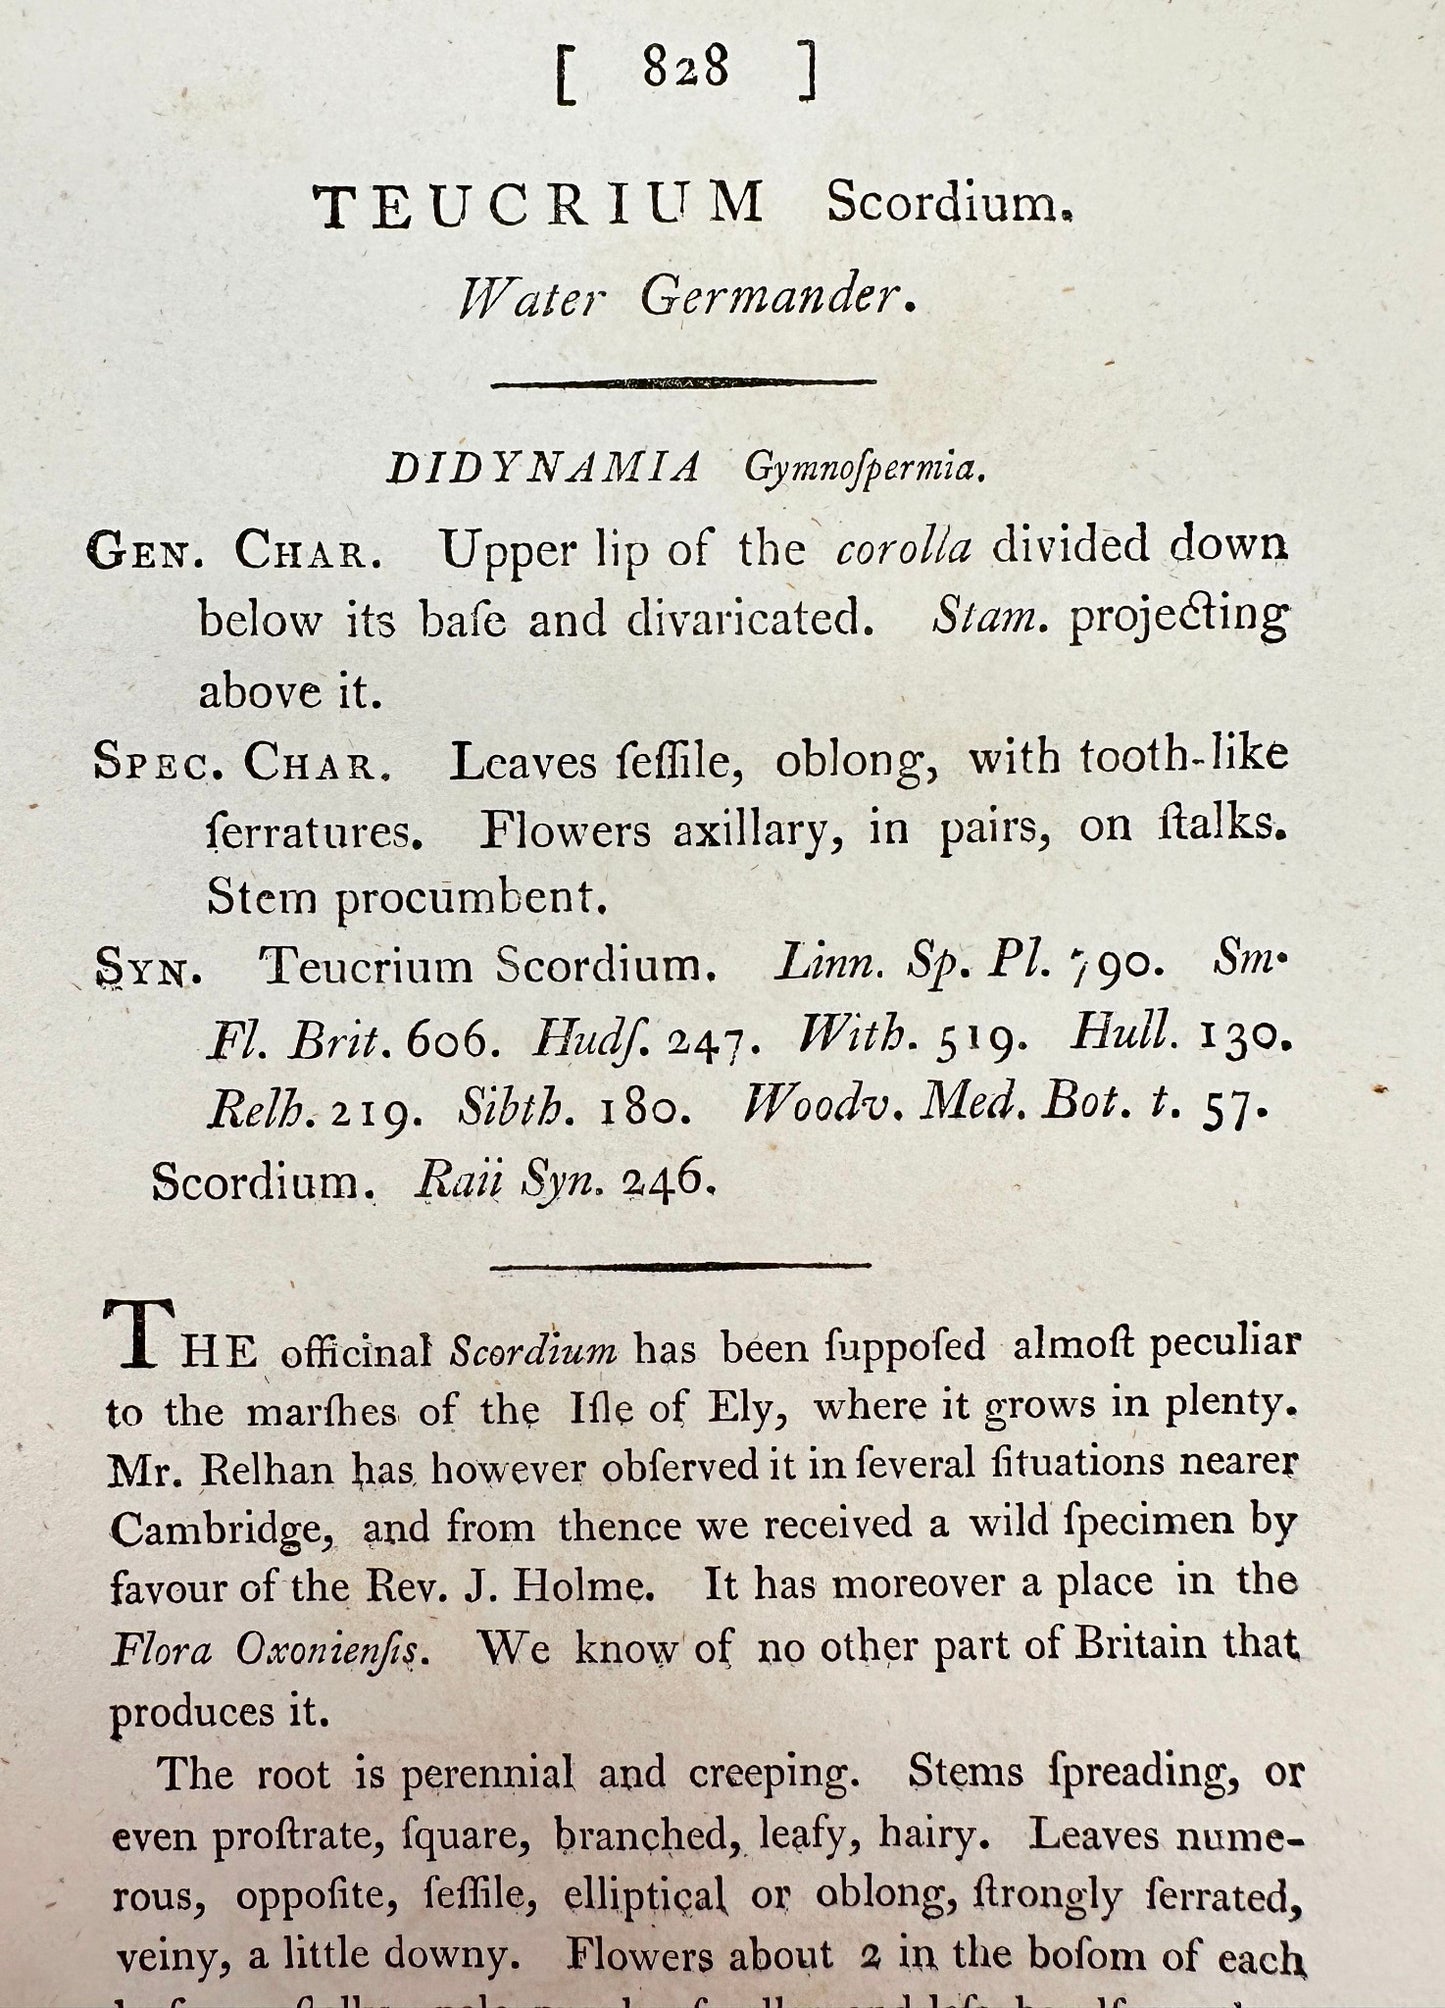 [ 828 ]
TEUCRIUM Scordium.
Water Germander.
DIDYNAMIA Gymnoſpermia.
GEN. CHAR. Upper lip of the corolla divided down
below its baſe and divaricated. Stam. projecting
above it.
SPEC. CHAR. Leaves ſeſſile, oblong, with tooth-like
ſerratures. Flowers axillary, in pairs, on ſtalks.
Stem procumbent.
SYN. Teucrium Scordium. Linn. Sp. Pl. 790. Sm.
Fl. Brit. 606. Hudſ. 247. With. 519. Hull. 130.
Relh. 219. Sibth. 180. Woodv. Med. Bot. t. 57.
Scordium. Raii Syn. 246.
THE officinal Scordium has been ſuppoſed almoſt peculiar
to the marſhes of the Iſle of Ely, where it grows in plenty.
Mr. Relhan has however obſerved it in ſeveral ſituations nearer
Cambridge, and from thence we received a wild ſpecimen by
favour of the Rev. J. Holme. It has moreover a place in the
Flora Oxonienſis. We know of no other part of Britain that
produces it.
The root is perennial and creeping. Stems ſpreading, or
even proſtrate, ſquare, branched, leafy, hairy. Leaves nume-
rous, oppoſite, ſeſſile, elliptical or oblong, ſtrongly ſerrated,
veiny, a little downy. Flowers about 2 in the boſom of each